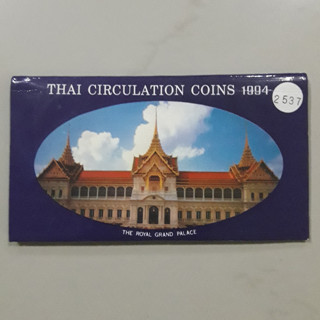 THAI CIRCULATION COINS 1994
2537
THE ROYAL GRAND PALACE